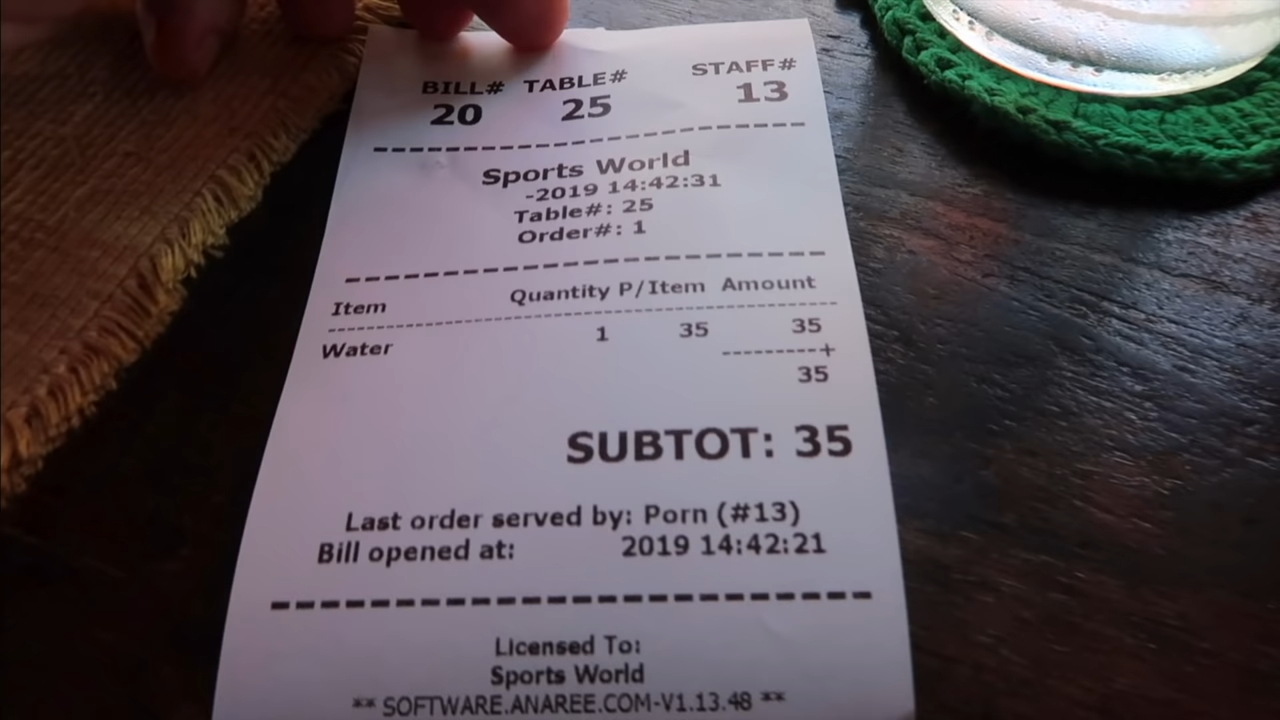 BILL# TABLE# STAFF#
20 25 13
Sports World
-2019 14:42:31
Table#: 25
Order#: 1
Item Quantity P/Item Amount
Water 1 35 35
---------+
35
SUBTOT: 35
Last order served by: Porn (#13)
Bill opened at: 2019 14:42:21
Licensed To:
Sports World
** SOFTWARE.ANAREE.COM-V1.13.48 **